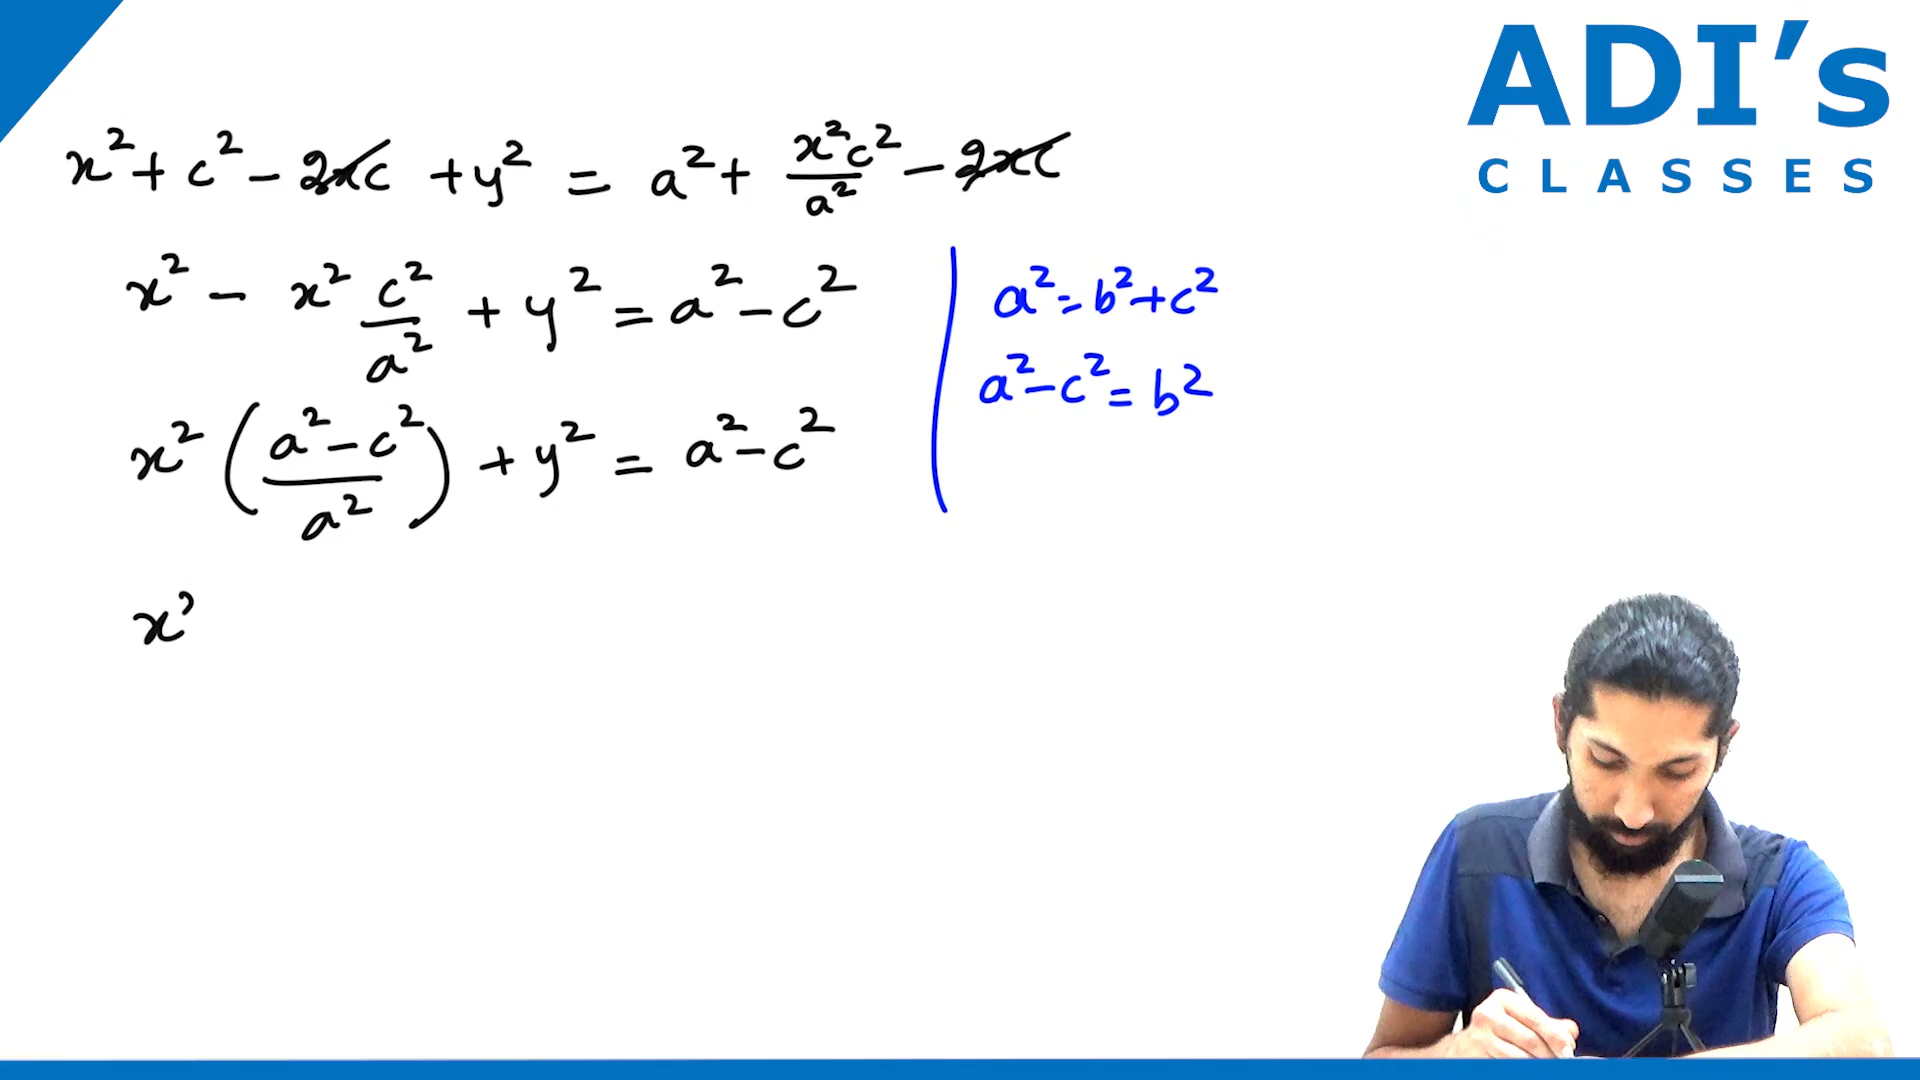 ADI's
CLASSES
x² + c² - 2xc + y² = a² + x²c²/a² - 2xc
x² - x² c²/a² + y² = a² - c²
x² (a² - c²/a²) + y² = a² - c²
x²
a² = b² + c²
a² - c² = b²